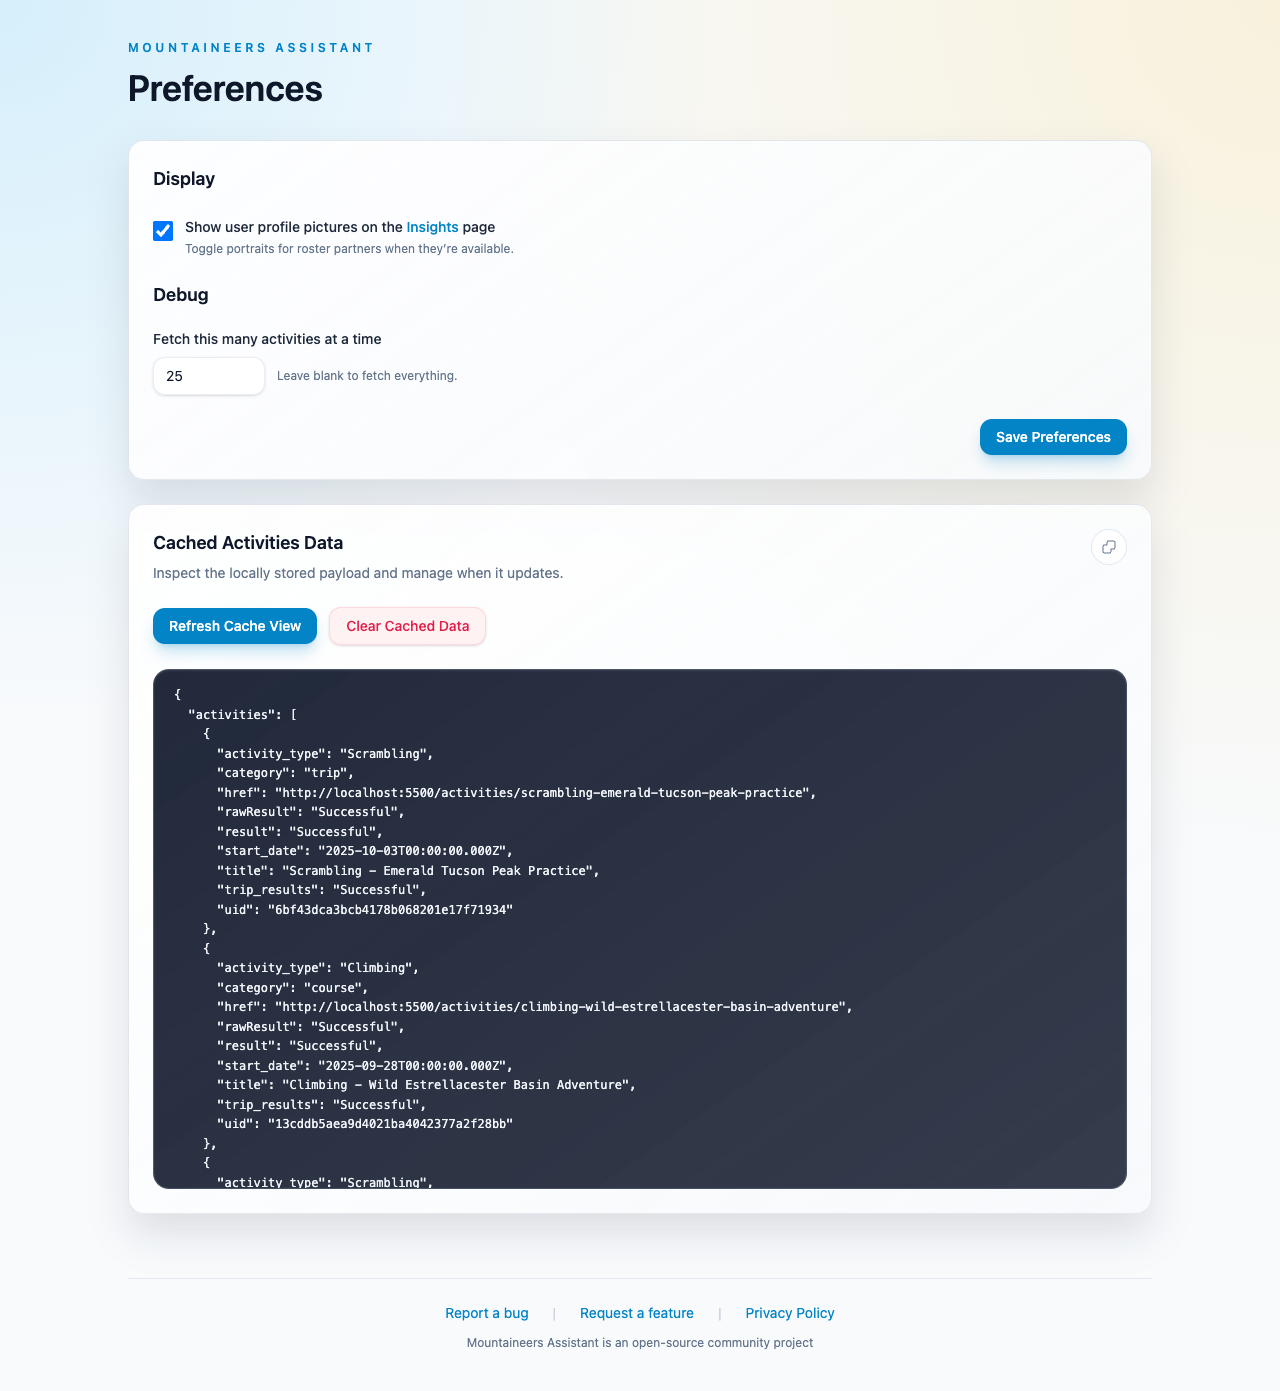 MOUNTAINEERS ASSISTANT
Preferences
Display
Show user profile pictures on the Insights page
Toggle portraits for roster partners when they're available.
Debug
Fetch this many activities at a time
25
Leave blank to fetch everything.
Save Preferences
Cached Activities Data
Inspect the locally stored payload and manage when it updates.
Refresh Cache View
Clear Cached Data
{
  "activities": [
    {
      "activity_type": "Scrambling",
      "category": "trip",
      "href": "http://localhost:5500/activities/scrambling-emerald-tucson-peak-practice",
      "rawResult": "Successful",
      "result": "Successful",
      "start_date": "2025-10-03T00:00:00.000Z",
      "title": "Scrambling - Emerald Tucson Peak Practice",
      "trip_results": "Successful",
      "uid": "6bf43dca3bcb4178b068201e17f71934"
    },
    {
      "activity_type": "Climbing",
      "category": "course",
      "href": "http://localhost:5500/activities/climbing-wild-estrellacester-basin-adventure",
      "rawResult": "Successful",
      "result": "Successful",
      "start_date": "2025-09-28T00:00:00.000Z",
      "title": "Climbing - Wild Estrellacester Basin Adventure",
      "trip_results": "Successful",
      "uid": "13cddb5aea9d4021ba4042377a2f28bb"
    },
    {
      "activity_type": "Scrambling",
Report a bug | Request a feature | Privacy Policy
Mountaineers Assistant is an open-source community project